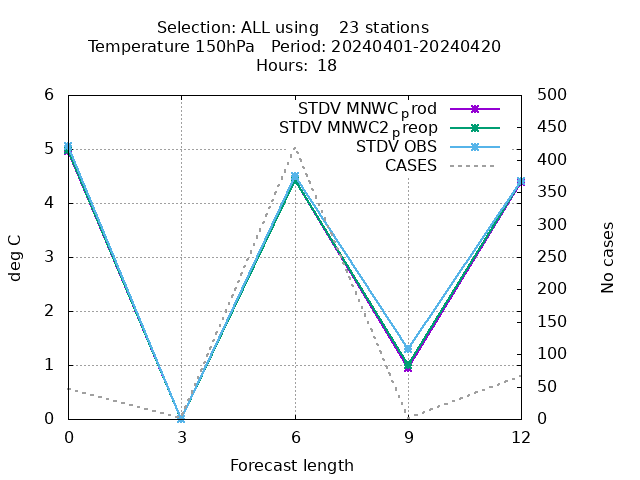 Selection: ALL using    23 stations
Temperature 150hPa   Period: 20240401-20240420
Hours: 18
STDV MNWC_prod
STDV MNWC2_preop
STDV OBS
CASES
6
5
4
3
2
1
0
deg C
500
450
400
350
300
250
200
150
100
50
0
No cases
0 3 6 9 12
Forecast length